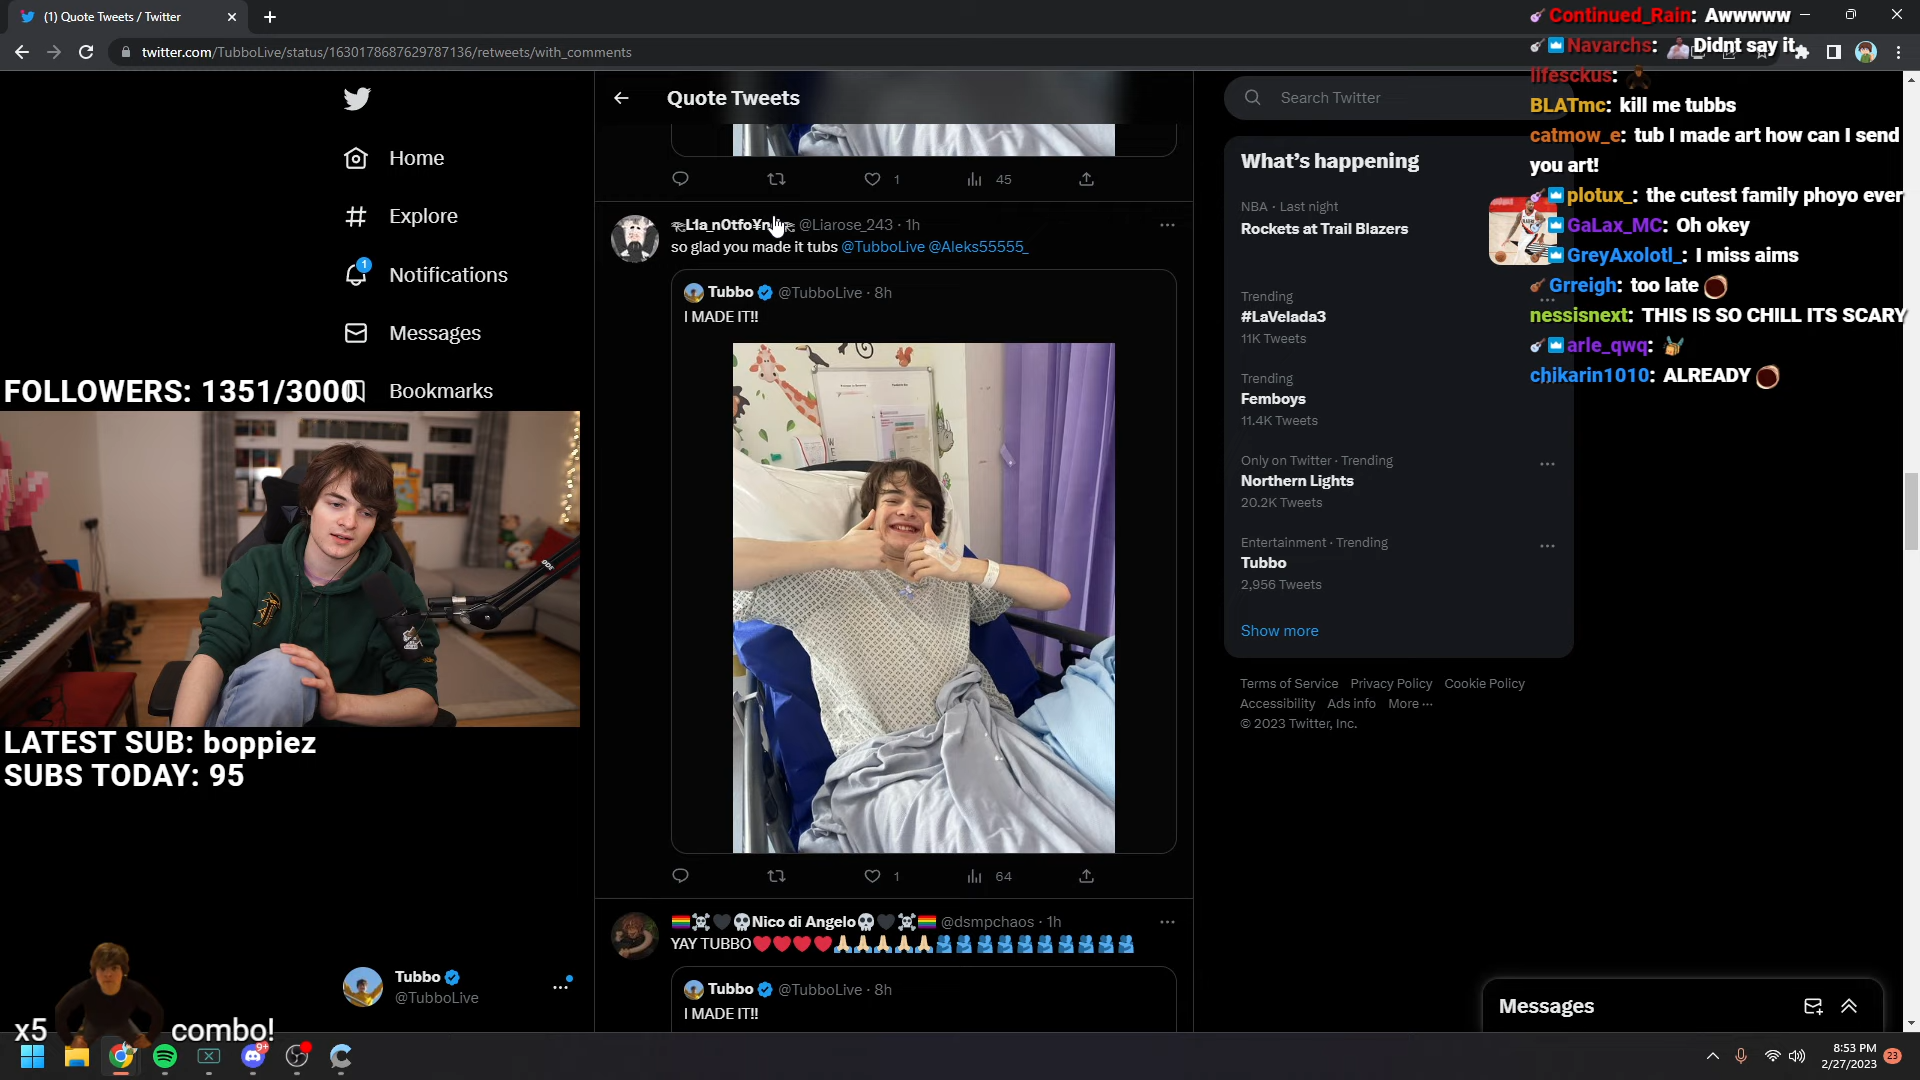 (1) Quote Tweets / Twitter
twitter.com/TubboLive/status/1630178687629787136/retweets/with_comments
Home
Explore
1
Notifications
Messages
Bookmarks
FOLLOWERS: 1351/3000
LATEST SUB: boppiez
SUBS TODAY: 95
Tubbo
@TubboLive
x5
combo!
Quote Tweets
1
45
@Liarose_243 · 1h
so glad you made it tubs @TubboLive @Aleks55555_
Tubbo @TubboLive · 8h
I MADE IT!!
1
64
Nico di Angelo @dsmpchaos · 1h
YAY TUBBO
Tubbo @TubboLive · 8h
I MADE IT!!
Search Twitter
What's happening
NBA · Last night
Rockets at Trail Blazers
Trending
#LaVelada3
11K Tweets
Trending
Femboys
11.4K Tweets
Only on Twitter · Trending
Northern Lights
20.2K Tweets
Entertainment · Trending
Tubbo
2,956 Tweets
Show more
Terms of Service Privacy Policy Cookie Policy
Accessibility Ads info More ···
© 2023 Twitter, Inc.
Continued_Rain: Awwwww
Navarchs: Didnt say it
lifesckus:
BLATmc: kill me tubbs
catmow_e: tub I made art how can I send
you art!
plotux_: the cutest family phoyo ever
GaLax_MC: Oh okey
GreyAxolotl_: I miss aims
Grreigh: too late
nessisnext: THIS IS SO CHILL ITS SCARY
arle_qwq:
chikarin1010: ALREADY
Messages
9+
8:53 PM
2/27/2023
23